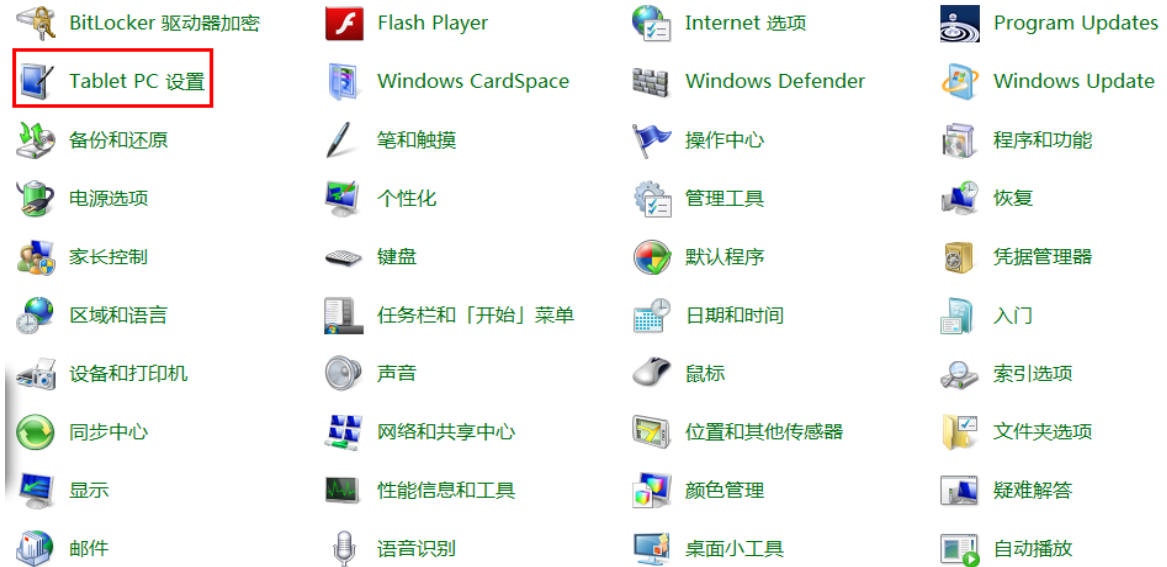 BitLocker 驱动器加密
Flash Player
Internet 选项
Program Updates
Tablet PC 设置
Windows CardSpace
Windows Defender
Windows Update
备份和还原
笔和触摸
操作中心
程序和功能
电源选项
个性化
管理工具
恢复
家长控制
键盘
默认程序
凭据管理器
区域和语言
任务栏和「开始」菜单
日期和时间
入门
设备和打印机
声音
鼠标
索引选项
同步中心
网络和共享中心
位置和其他传感器
文件夹选项
显示
性能信息和工具
颜色管理
疑难解答
邮件
语音识别
桌面小工具
自动播放